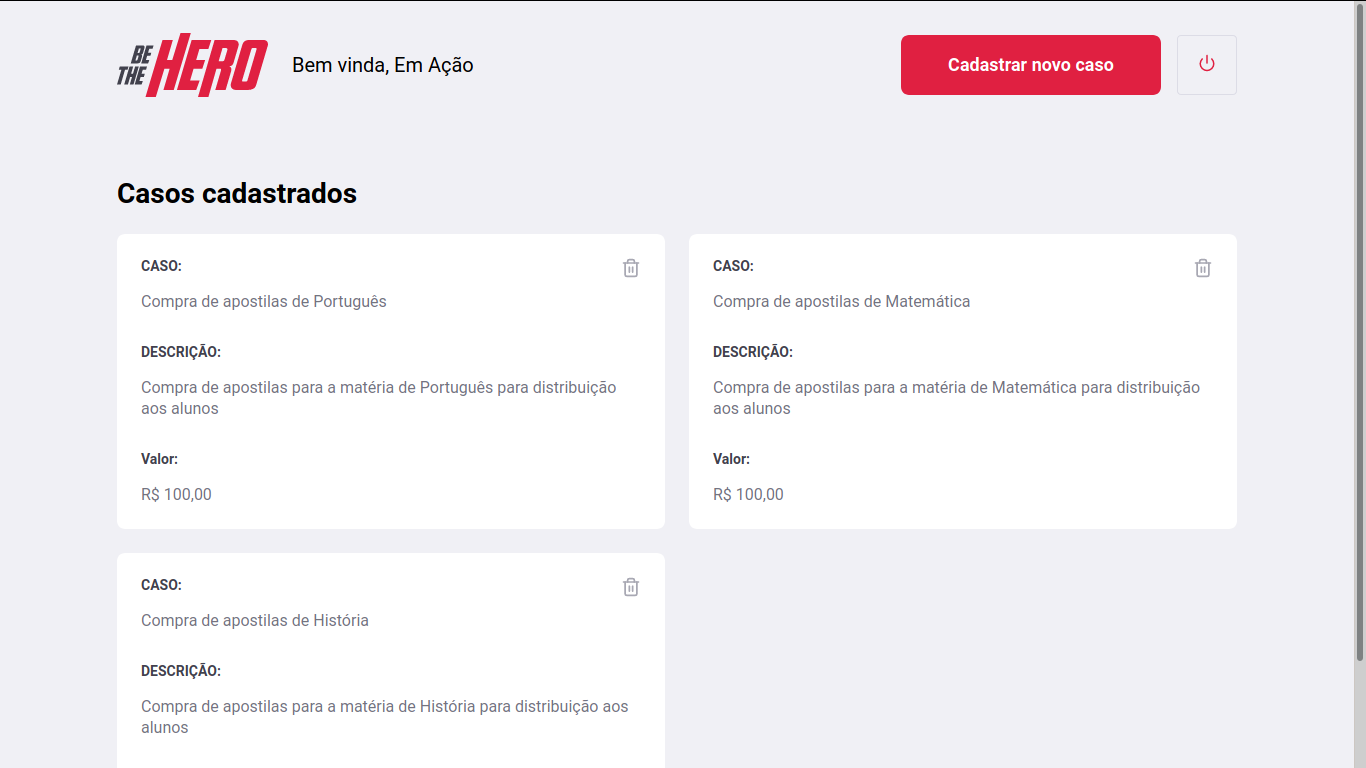 BE
THE
HERO
Bem vinda, Em Ação
Cadastrar novo caso
Casos cadastrados
CASO:
Compra de apostilas de Português
DESCRIÇÃO:
Compra de apostilas para a matéria de Português para distribuição
aos alunos
Valor:
R$ 100,00
CASO:
Compra de apostilas de Matemática
DESCRIÇÃO:
Compra de apostilas para a matéria de Matemática para distribuição
aos alunos
Valor:
R$ 100,00
CASO:
Compra de apostilas de História
DESCRIÇÃO:
Compra de apostilas para a matéria de História para distribuição aos
alunos